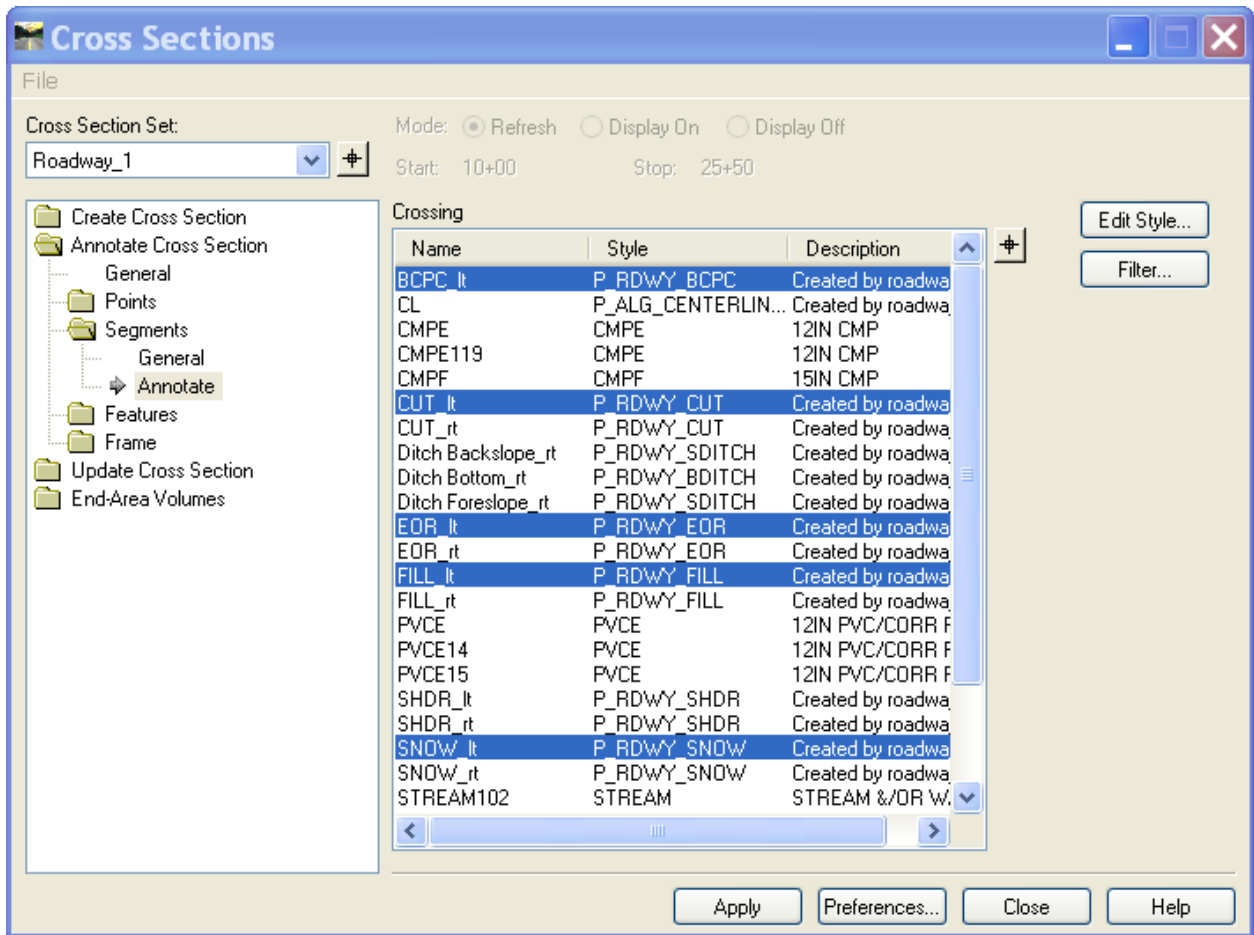 Cross Sections
File
Cross Section Set:
Roadway_1
Mode: Refresh Display On Display Off
Start: 10+00 Stop: 25+50
Create Cross Section
Annotate Cross Section
General
Points
Segments
General
Annotate
Features
Frame
Update Cross Section
End-Area Volumes
Crossing
Name Style Description
BCPC_lt P_RDWY_BCPC Created by roadwa
CL P_ALG_CENTERLIN... Created by roadwa
CMPE CMPE 12IN CMP
CMPE119 CMPE 12IN CMP
CMPF CMPF 15IN CMP
CUT_lt P_RDWY_CUT Created by roadwa
CUT_rt P_RDWY_CUT Created by roadwa
Ditch Backslope_rt P_RDWY_SDITCH Created by roadwa
Ditch Bottom_rt P_RDWY_BDITCH Created by roadwa
Ditch Foreslope_rt P_RDWY_SDITCH Created by roadwa
EOR_lt P_RDWY_EOR Created by roadwa
EOR_rt P_RDWY_EOR Created by roadwa
FILL_lt P_RDWY_FILL Created by roadwa
FILL_rt P_RDWY_FILL Created by roadwa
PVCE PVCE 12IN PVC/CORR P
PVCE14 PVCE 12IN PVC/CORR P
PVCE15 PVCE 12IN PVC/CORR P
SHDR_lt P_RDWY_SHDR Created by roadwa
SHDR_rt P_RDWY_SHDR Created by roadwa
SNOW_lt P_RDWY_SNOW Created by roadwa
SNOW_rt P_RDWY_SNOW Created by roadwa
STREAM102 STREAM STREAM &/OR W.
Edit Style...
Filter...
Apply Preferences... Close Help